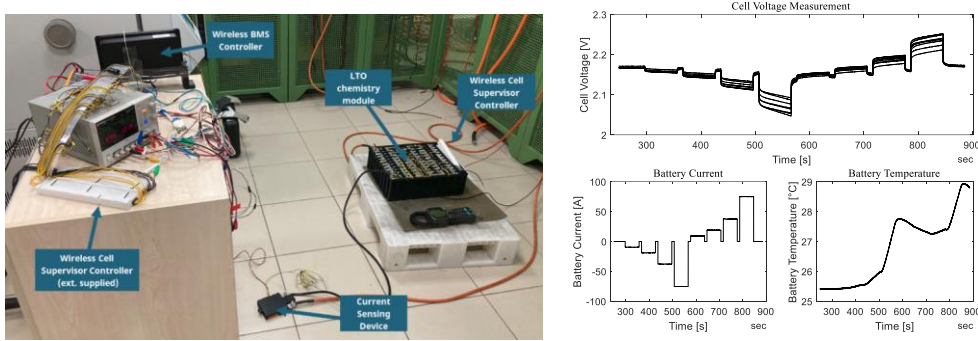 Wireless BMS
Controller
LTO
chemistry
module
Wireless Cell
Supervisor
Controller
Wireless Cell
Supervisor Controller
(ext. supplied)
Current
Sensing
Device
Cell Voltage Measurement
Cell Voltage [V]
2.3
2.2
2.1
2
200 300 400 500 600 700 800 900
Time [s]
sec
Battery Current
Battery Current [A]
100
50
0
-50
-100
200 300 400 500 600 700 800 900
Time [s]
sec
Battery Temperature
Battery Temperature [°C]
29
28
27
26
25
200 300 400 500 600 700 800 900
Time [s]
sec